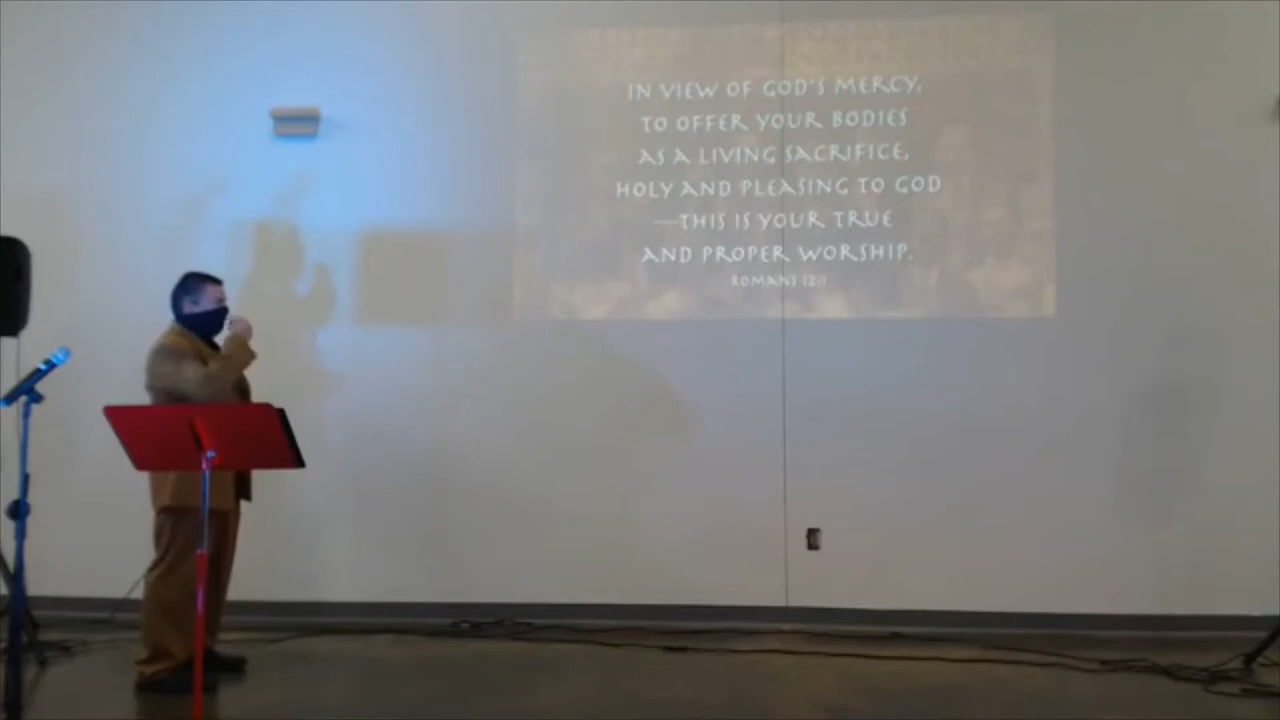 IN VIEW OF GOD'S MERCY,
TO OFFER YOUR BODIES
AS A LIVING SACRIFICE,
HOLY AND PLEASING TO GOD
—THIS IS YOUR TRUE
AND PROPER WORSHIP.
ROMANS 12:1